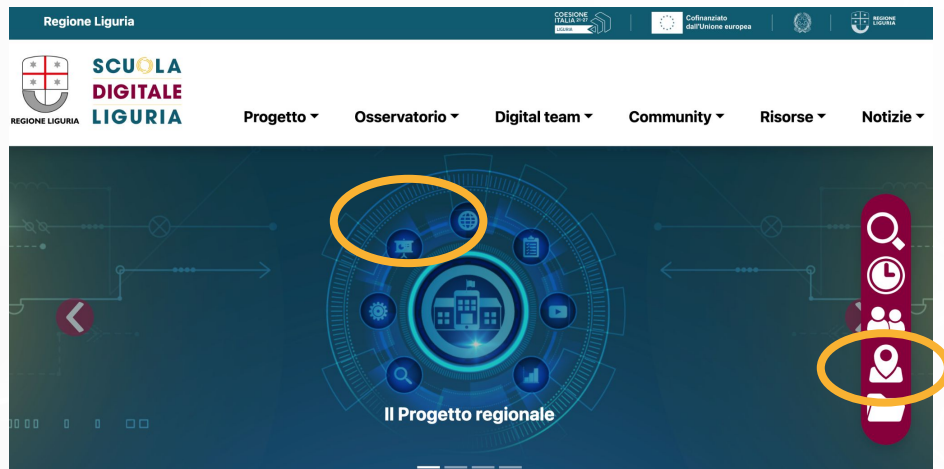 Regione Liguria
COESIONE
ITALIA 21-27
LIGURIA
Cofinanziato
dall'Unione europea
REGIONE
LIGURIA
SCUOLA
DIGITALE
LIGURIA
REGIONE LIGURIA
Progetto
Osservatorio
Digital team
Community
Risorse
Notizie
Il Progetto regionale